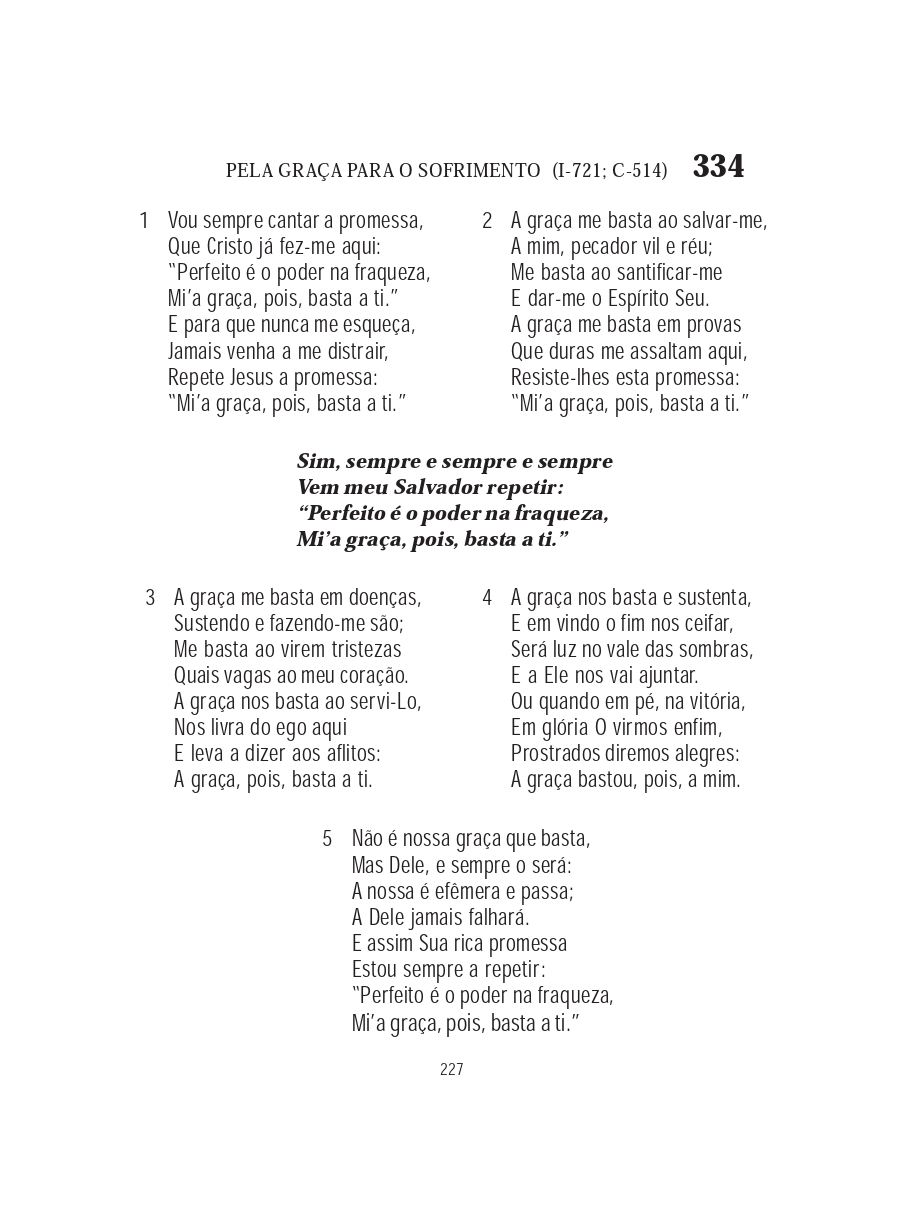 PELA GRAÇA PARA O SOFRIMENTO (I-721; C-514) 334
1 Vou sempre cantar a promessa,
Que Cristo já fez-me aqui:
“Perfeito é o poder na fraqueza,
Mi’a graça, pois, basta a ti.”
E para que nunca me esqueça,
Jamais venha a me distrair,
Repete Jesus a promessa:
“Mi’a graça, pois, basta a ti.”
2 A graça me basta ao salvar-me,
A mim, pecador vil e réu;
Me basta ao santificar-me
E dar-me o Espírito Seu.
A graça me basta em provas
Que duras me assaltam aqui,
Resiste-lhes esta promessa:
“Mi’a graça, pois, basta a ti.”
Sim, sempre e sempre e sempre
Vem meu Salvador repetir:
“Perfeito é o poder na fraqueza,
Mi’a graça, pois, basta a ti.”
3 A graça me basta em doenças,
Sustendo e fazendo-me são;
Me basta ao virem tristezas
Quais vagas ao meu coração.
A graça nos basta ao servi-Lo,
Nos livra do ego aqui
E leva a dizer aos aflitos:
A graça, pois, basta a ti.
4 A graça nos basta e sustenta,
E em vindo o fim nos ceifar,
Será luz no vale das sombras,
E a Ele nos vai ajuntar.
Ou quando em pé, na vitória,
Em glória O virmos enfim,
Prostrados diremos alegres:
A graça bastou, pois, a mim.
5 Não é nossa graça que basta,
Mas Dele, e sempre o será:
A nossa é efêmera e passa;
A Dele jamais falhará.
E assim Sua rica promessa
Estou sempre a repetir:
“Perfeito é o poder na fraqueza,
Mi’a graça, pois, basta a ti.”
227